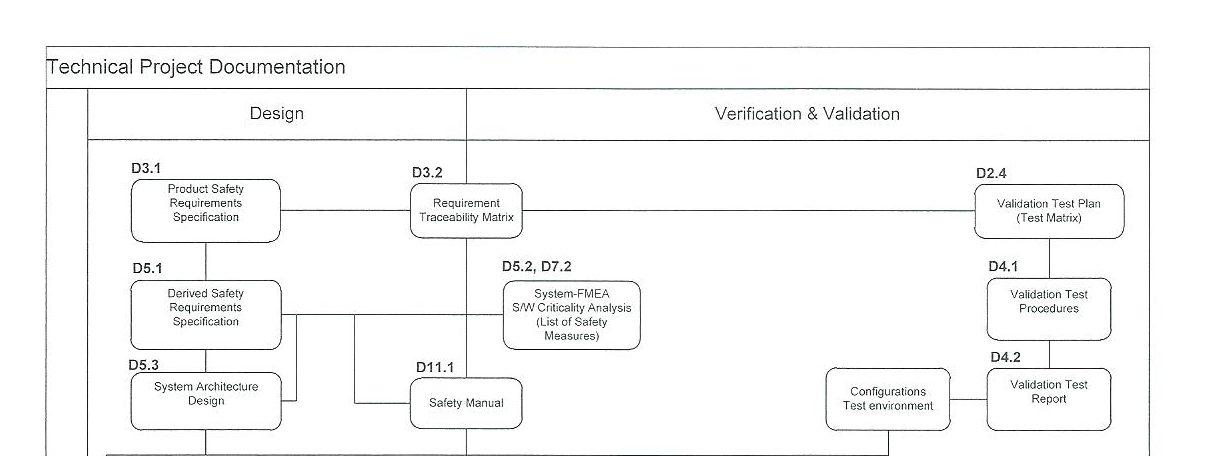 Technical Project Documentation
Design
Verification & Validation
D3.1
Product Safety
Requirements
Specification
D3.2
Requirement
Traceability Matrix
D2.4
Validation Test Plan
(Test Matrix)
D5.1
Derived Safety
Requirements
Specification
D5.2, D7.2
System-FMEA
S/W Criticality Analysis
(List of Safety
Measures)
D4.1
Validation Test
Procedures
D5.3
System Architecture
Design
D11.1
Safety Manual
Configurations
Test environment
D4.2
Validation Test
Report